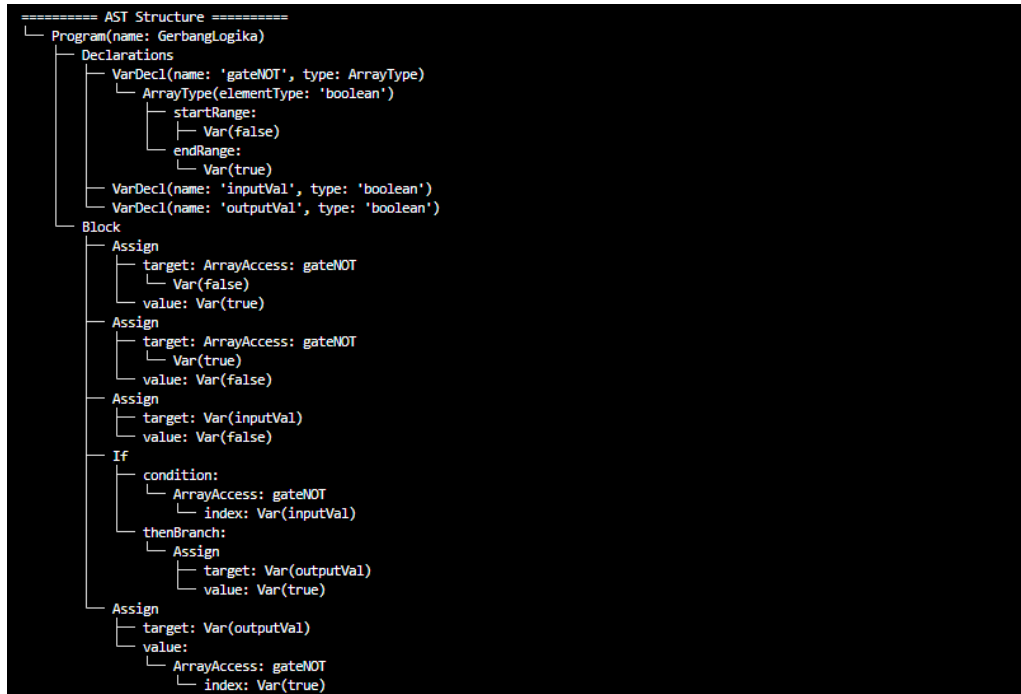 ========== AST Structure ==========
└── Program(name: GerbangLogika)
    ├── Declarations
    │   ├── VarDecl(name: 'gateNOT', type: ArrayType)
    │   │   └── ArrayType(elementType: 'boolean')
    │   │       ├── startRange:
    │   │       │   ├── Var(false)
    │   │       └── endRange:
    │   │           └── Var(true)
    │   ├── VarDecl(name: 'inputVal', type: 'boolean')
    │   └── VarDecl(name: 'outputVal', type: 'boolean')
    └── Block
        ├── Assign
        │   ├── target: ArrayAccess: gateNOT
        │   │   └── Var(false)
        │   └── value: Var(true)
        ├── Assign
        │   ├── target: ArrayAccess: gateNOT
        │   │   └── Var(true)
        │   └── value: Var(false)
        ├── Assign
        │   ├── target: Var(inputVal)
        │   └── value: Var(false)
        ├── If
        │   ├── condition:
        │   │   └── ArrayAccess: gateNOT
        │   │       └── index: Var(inputVal)
        │   └── thenBranch:
        │       └── Assign
        │           ├── target: Var(outputVal)
        │           └── value: Var(true)
        └── Assign
            ├── target: Var(outputVal)
            └── value:
                └── ArrayAccess: gateNOT
                    └── index: Var(true)